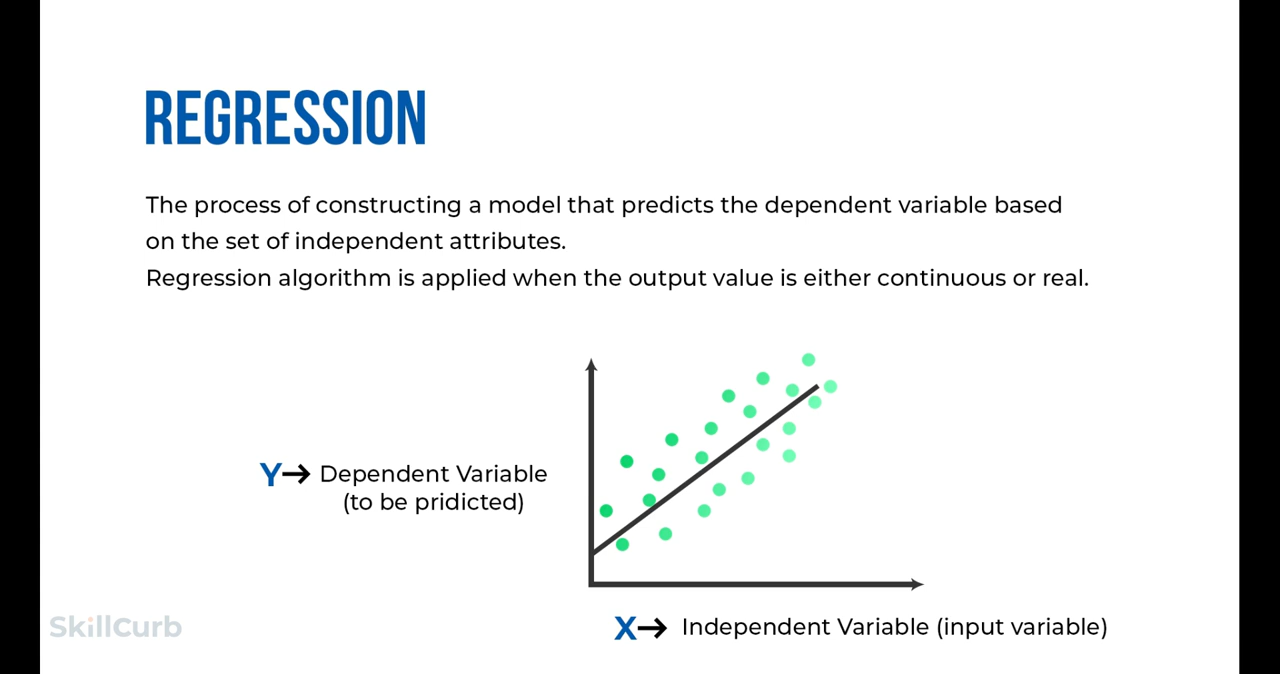 REGRESSION
The process of constructing a model that predicts the dependent variable based
on the set of independent attributes.
Regression algorithm is applied when the output value is either continuous or real.
Y→ Dependent Variable
(to be pridicted)
X→ Independent Variable (input variable)
SkillCurb